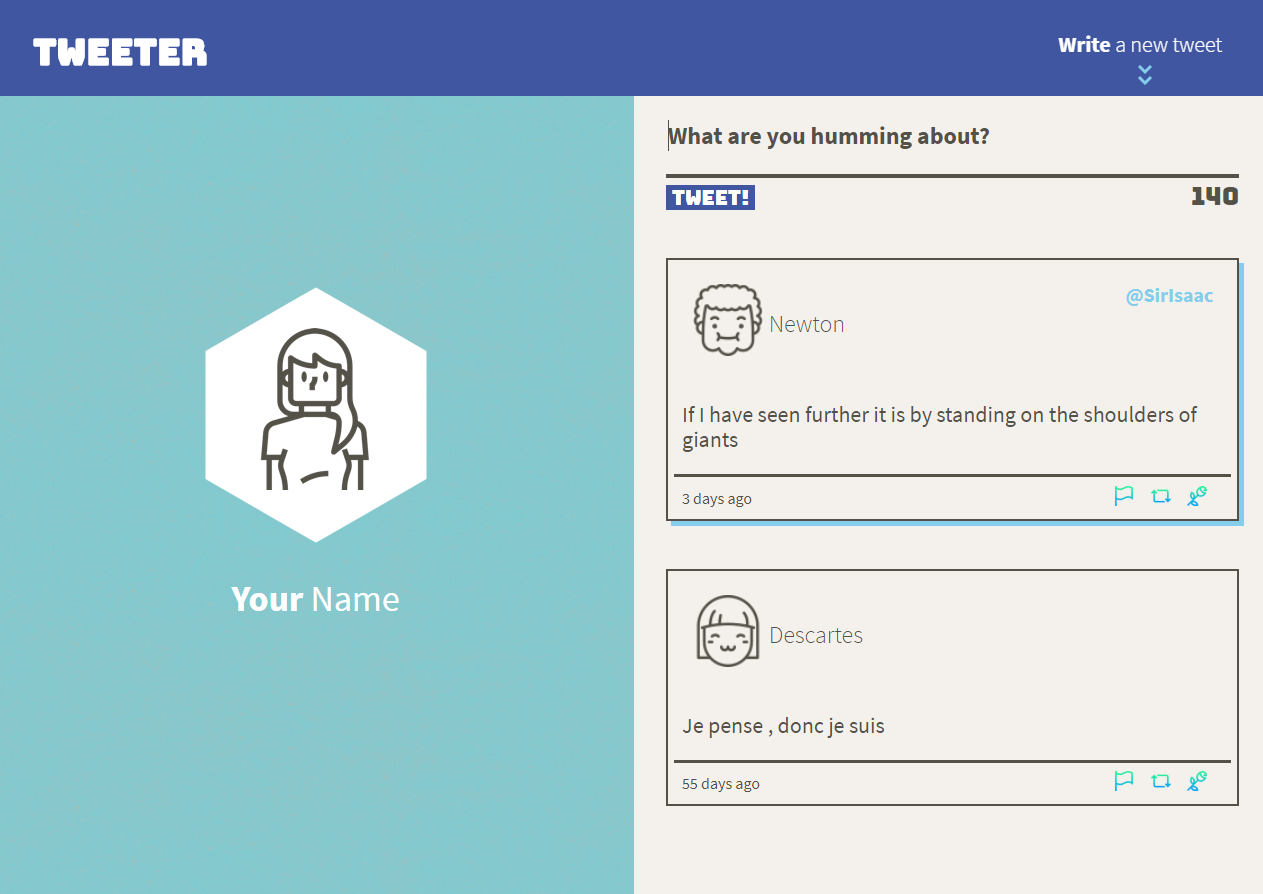 TWEETER
Write a new tweet
Your Name
What are you humming about?
TWEET!
140
Newton
@SirIsaac
If I have seen further it is by standing on the shoulders of
giants
3 days ago
Descartes
Je pense , donc je suis
55 days ago